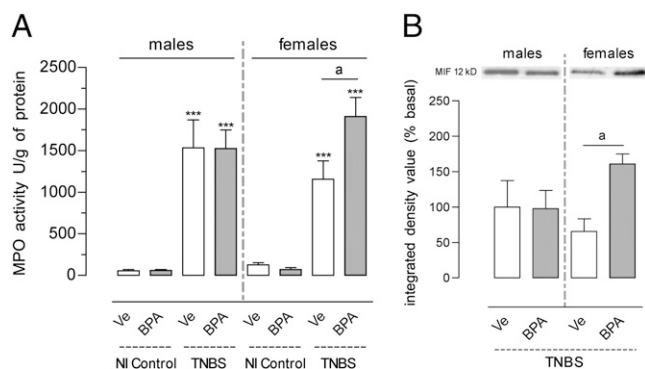 A
males
females
MPO activity U/g of protein
2500
2000
1500
1000
500
0
***
***
***
***
a
Ve
BPA
Ve
BPA
Ve
BPA
Ve
BPA
NI Control
TNBS
NI Control
TNBS
B
males
females
MIF 12 kD
integrated density value (% basal)
250
200
150
100
50
0
a
Ve
BPA
Ve
BPA
TNBS